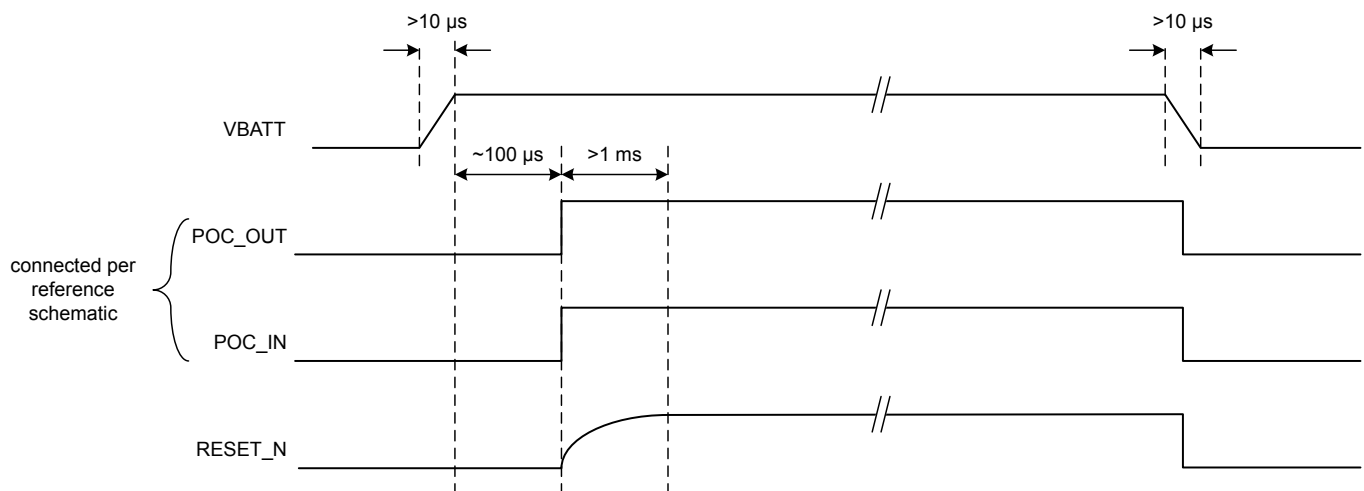 >10 µs
>10 µs
VBATT
~100 µs
>1 ms
POC_OUT
connected per
reference
schematic
POC_IN
RESET_N